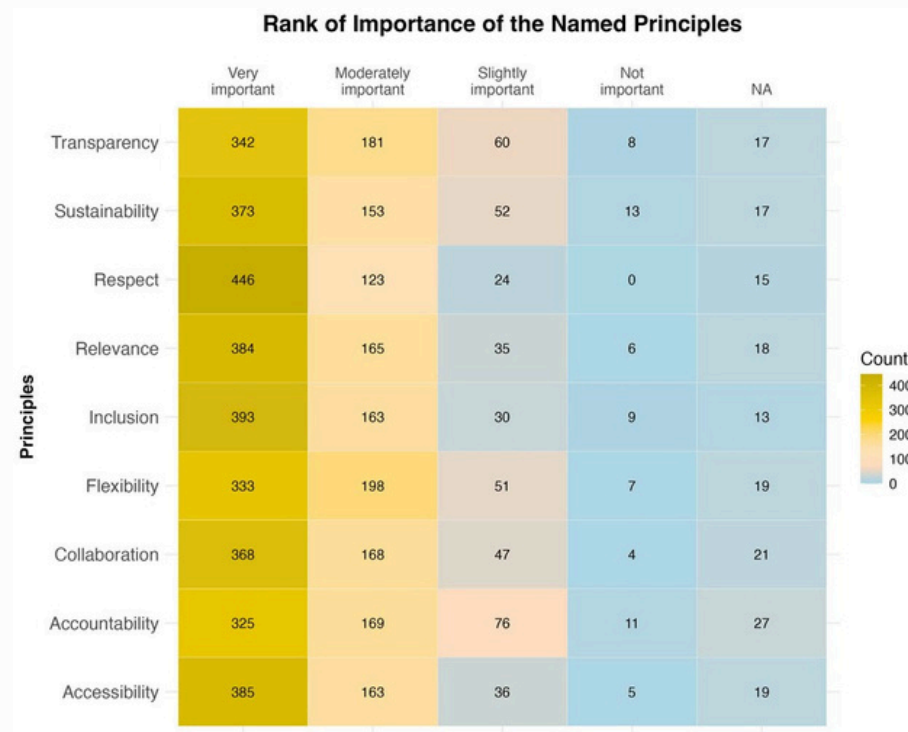 Rank of Importance of the Named Principles
Very important
Moderately important
Slightly important
Not important
NA
Transparency 342 181 60 8 17
Sustainability 373 153 52 13 17
Respect 446 123 24 0 15
Relevance 384 165 35 6 18
Inclusion 393 163 30 9 13
Flexibility 333 198 51 7 19
Collaboration 368 168 47 4 21
Accountability 325 169 76 11 27
Accessibility 385 163 36 5 19
Principles
Count
400
300
200
100
0